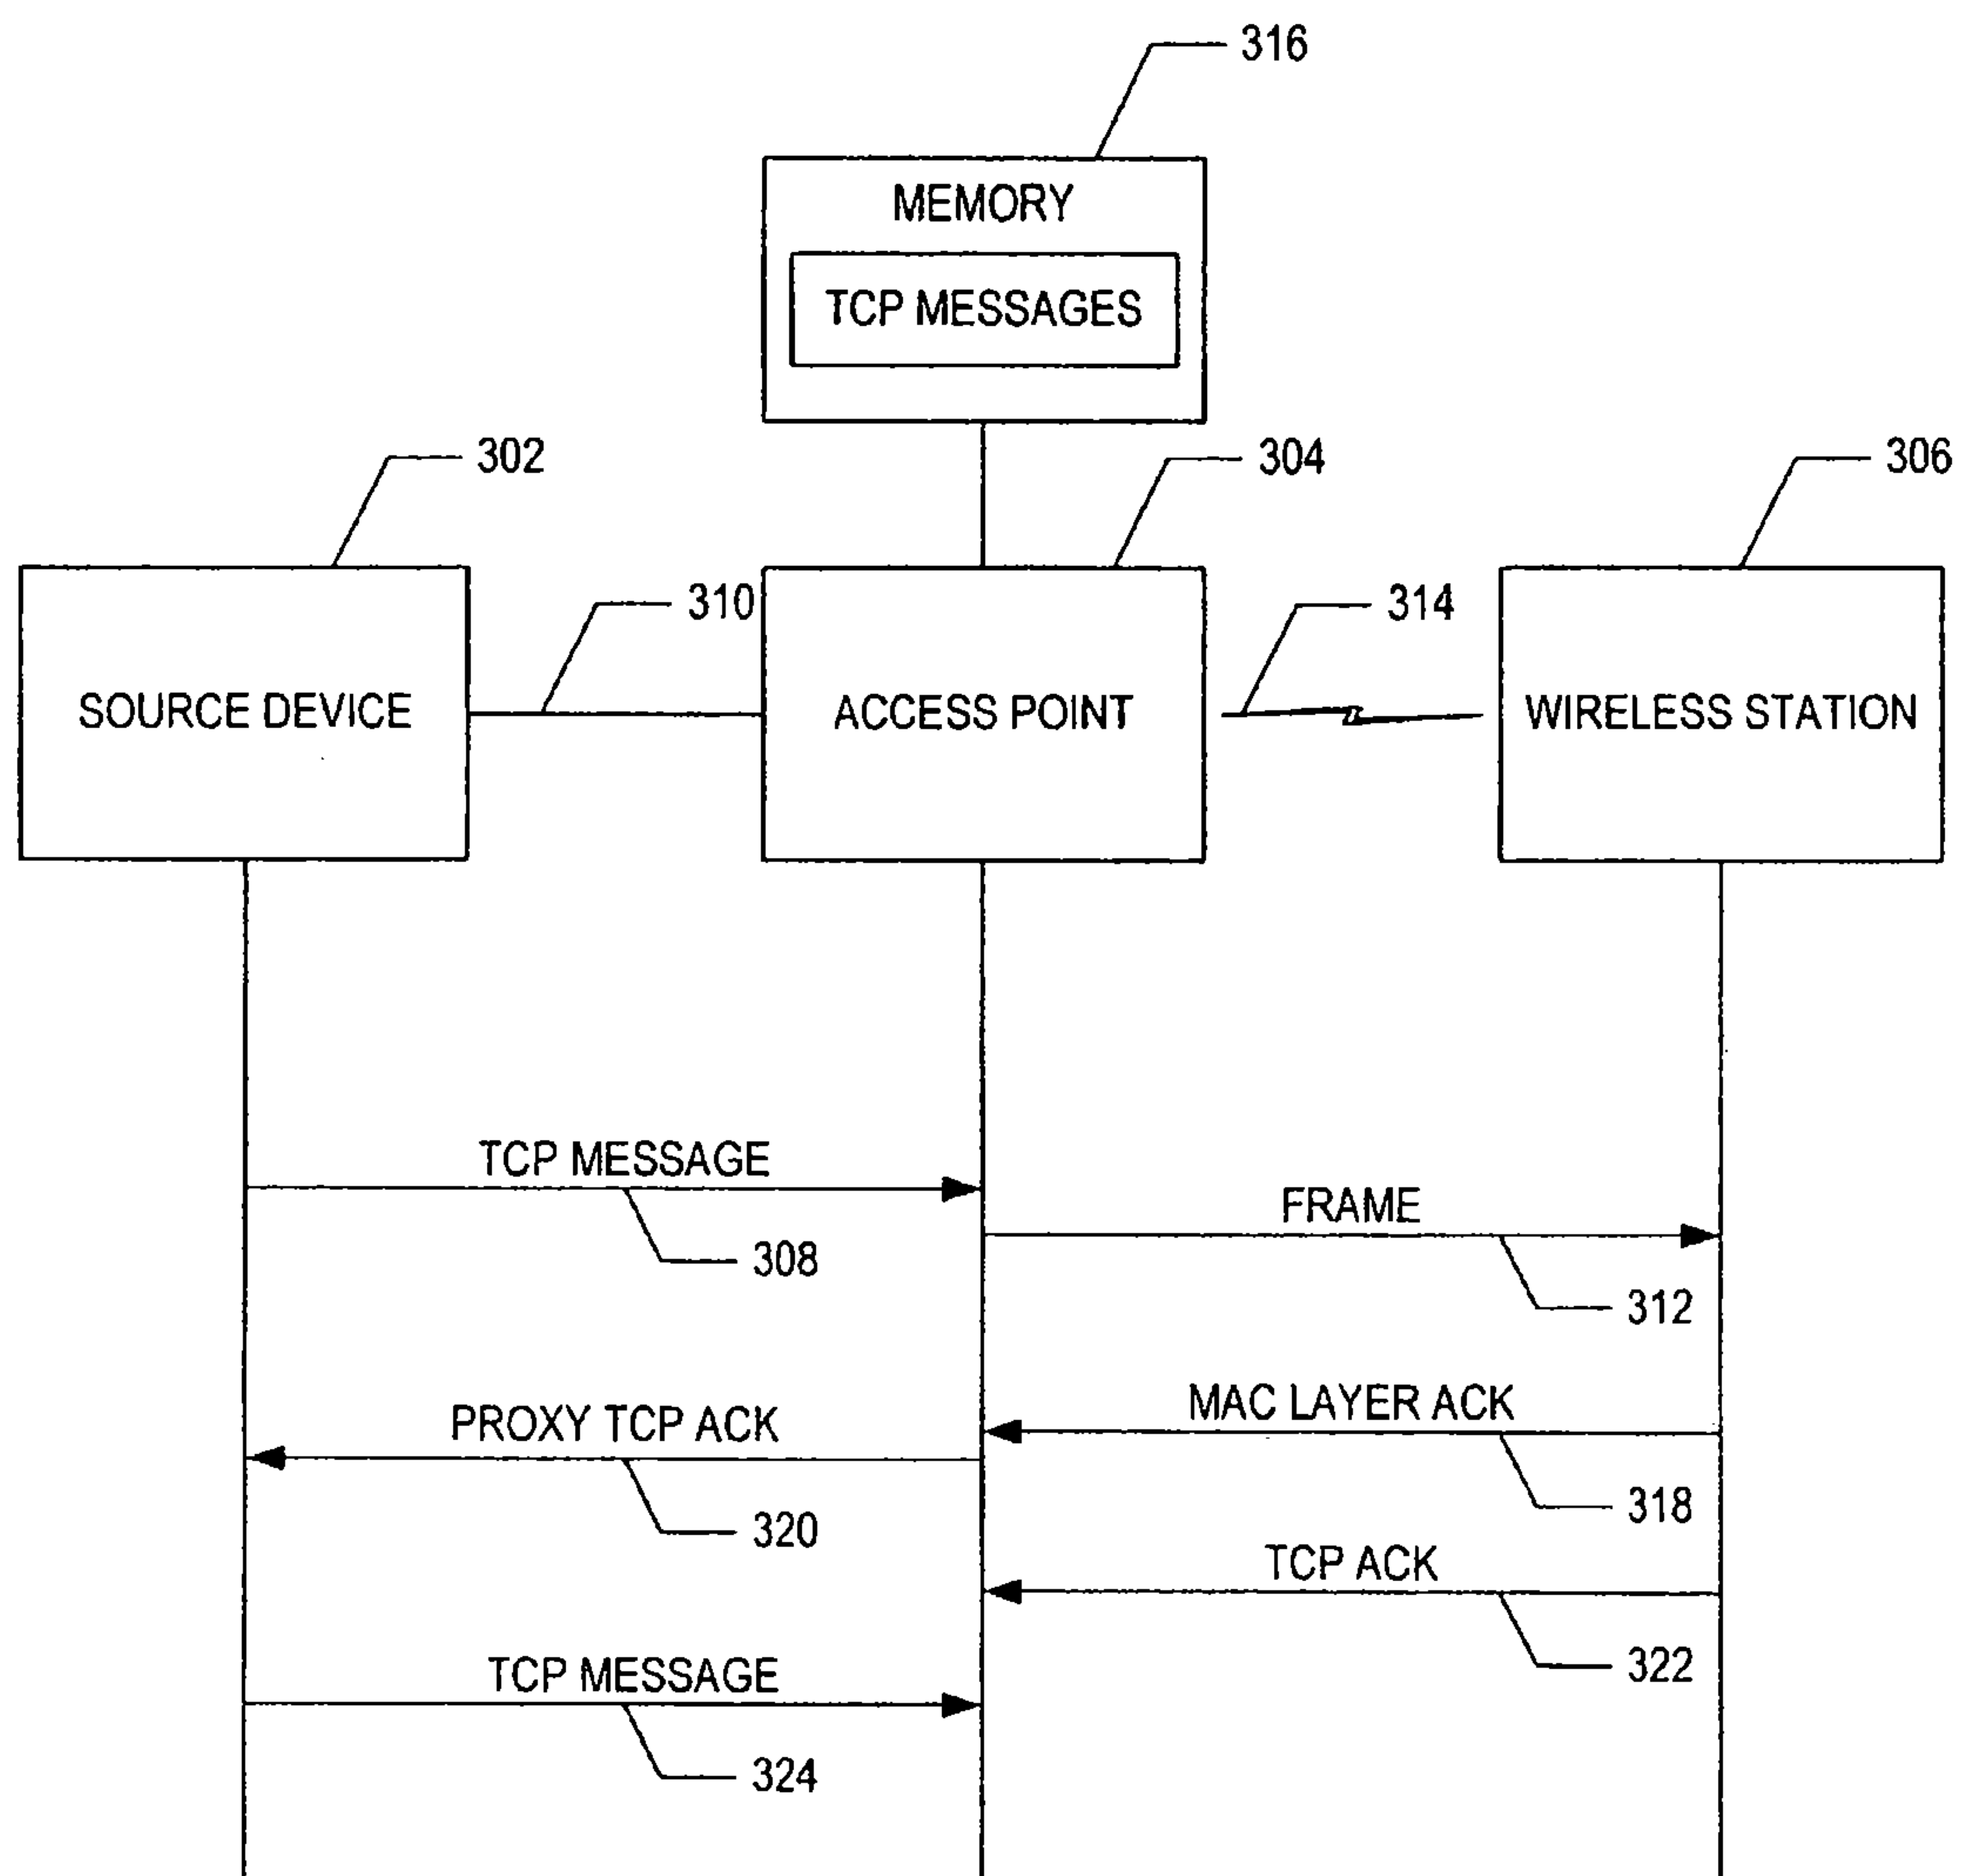 316
MEMORY
TCP MESSAGES
302
304
306
310
314
SOURCE DEVICE
ACCESS POINT
WIRELESS STATION
TCP MESSAGE
308
FRAME
312
MAC LAYER ACK
318
PROXY TCP ACK
320
TCP ACK
322
TCP MESSAGE
324